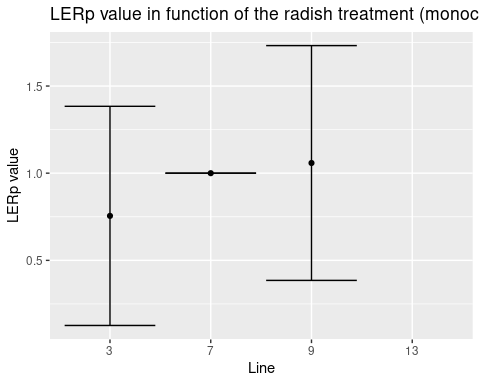 LERp value in function of the radish treatment (monoc
1.5
1.0
0.5
LERp value
3 7 9 13
Line